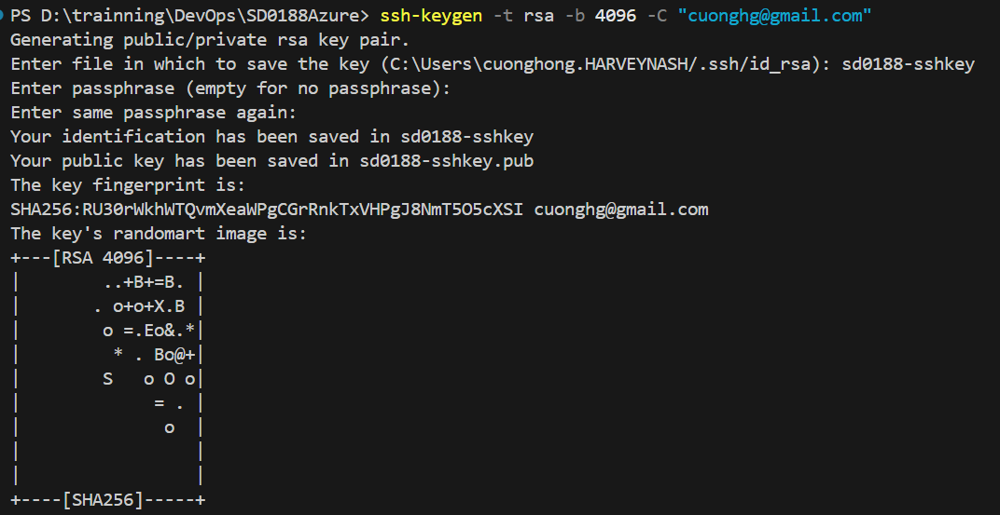 PS D:\trainning\DevOps\SD0188Azure> ssh-keygen -t rsa -b 4096 -C "cuonghg@gmail.com"
Generating public/private rsa key pair.
Enter file in which to save the key (C:\Users\cuonghong.HARVEYNASH/.ssh/id_rsa): sd0188-sshkey
Enter passphrase (empty for no passphrase):
Enter same passphrase again:
Your identification has been saved in sd0188-sshkey
Your public key has been saved in sd0188-sshkey.pub
The key fingerprint is:
SHA256:RU30rWkhWTQvmXeaWPgCGrRnkTxVHPgJ8NmT5O5cXSI cuonghg@gmail.com
The key's randomart image is:
+---[RSA 4096]----+
|        ..+B+=B. |
|       . o+o+X.B |
|        o =.Eo&.*|
|         * . Bo@+|
|        S   o O o|
|             = . |
|              o  |
|                 |
|                 |
+----[SHA256]-----+